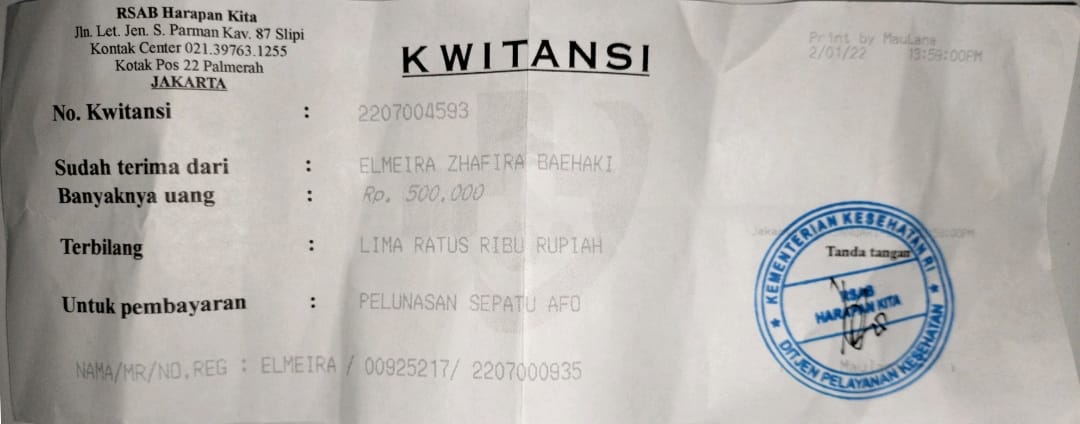 RSAB Harapan Kita
Jln. Let. Jen. S. Parman Kav. 87 Slipi
Kontak Center 021.39763.1255
Kotak Pos 22 Palmerah
JAKARTA
KWITANSI
Print by Maulana
2/01/22 13:59:00PM
No. Kwitansi : 2207004593
Sudah terima dari : ELMEIRA ZHAFIRA BAEHAKI
Banyaknya uang : Rp. 500,000
Terbilang : LIMA RATUS RIBU RUPIAH
Untuk pembayaran : PELUNASAN SEPATU AFO
NAMA/MR/NO.REG : ELMEIRA / 00925217/ 2207000935
Tanda tangan
KEMENTERIAN KESEHATAN RI
RSAB
HARAPAN KITA
DITJEN PELAYANAN KESEHATAN